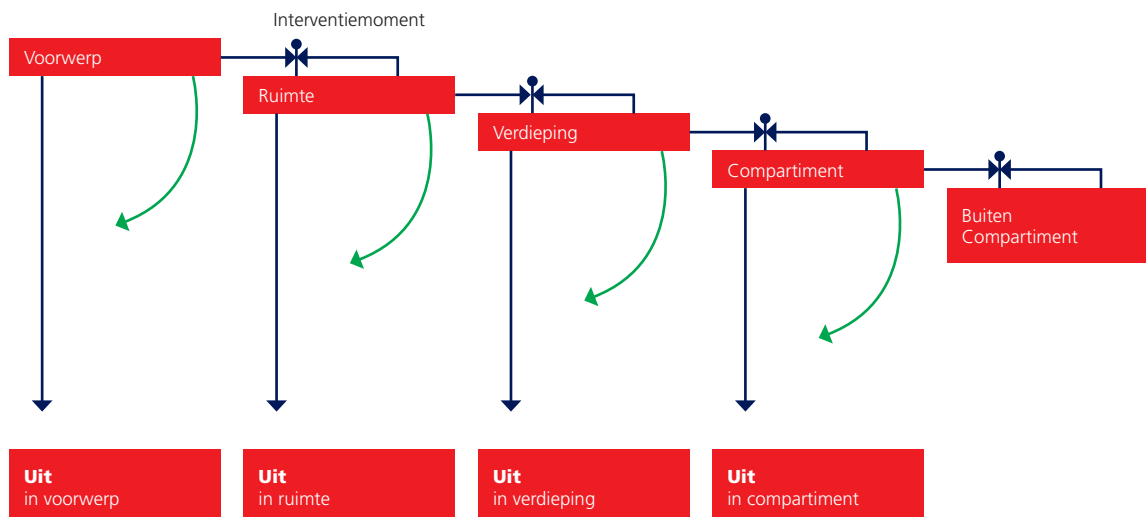 Interventiemoment
Voorwerp
Ruimte
Verdieping
Compartiment
Buiten
Compartiment
Uit
in voorwerp
Uit
in ruimte
Uit
in verdieping
Uit
in compartiment